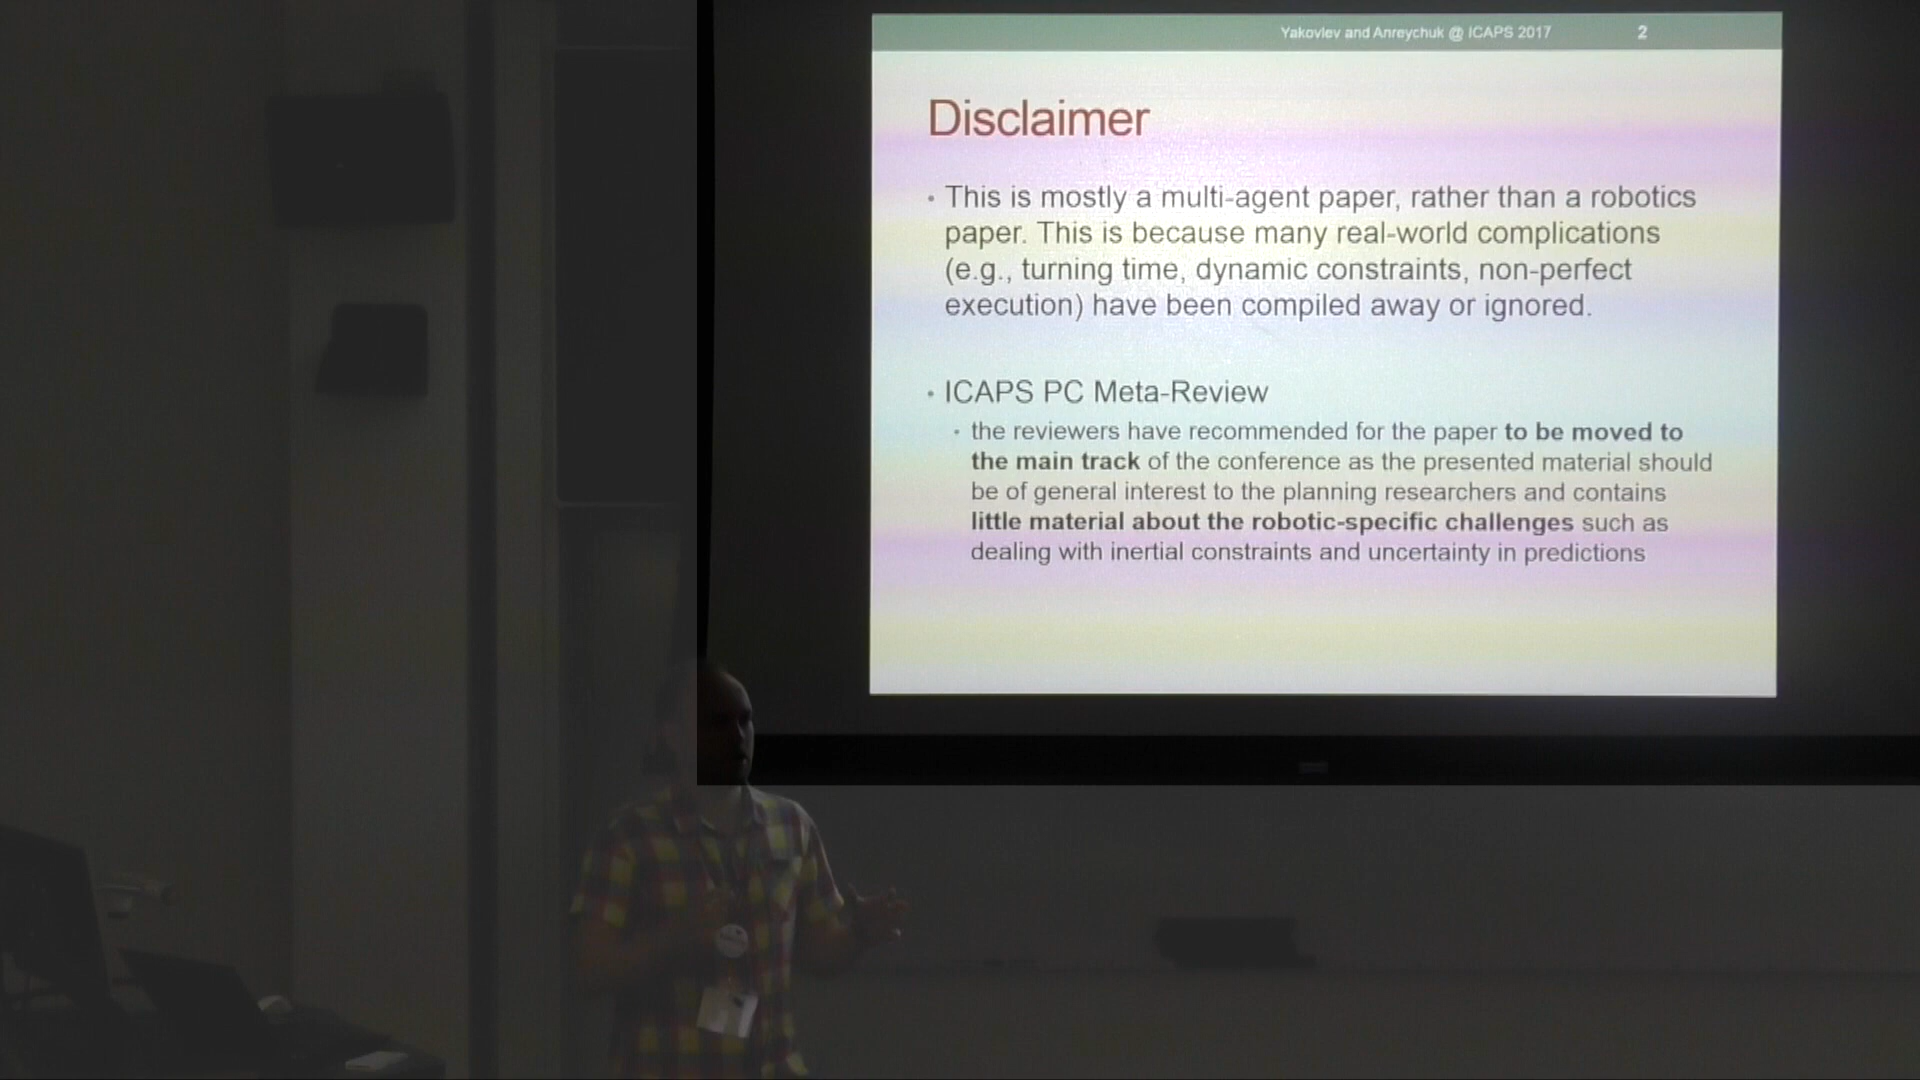 Yakovlev and Anreychuk @ ICAPS 2017 2
Disclaimer
• This is mostly a multi-agent paper, rather than a robotics
paper. This is because many real-world complications
(e.g., turning time, dynamic constraints, non-perfect
execution) have been compiled away or ignored.
• ICAPS PC Meta-Review
• the reviewers have recommended for the paper to be moved to
the main track of the conference as the presented material should
be of general interest to the planning researchers and contains
little material about the robotic-specific challenges such as
dealing with inertial constraints and uncertainty in predictions